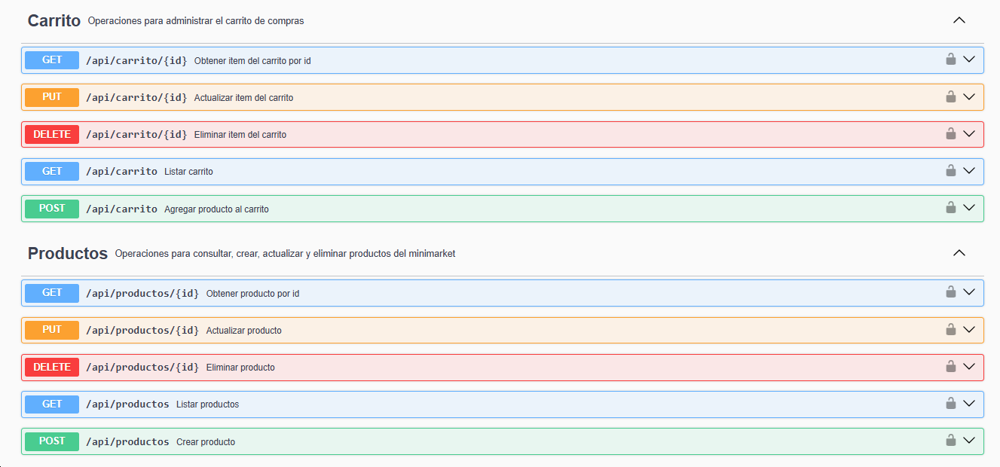 Carrito Operaciones para administrar el carrito de compras
GET /api/carrito/{id} Obtener item del carrito por id
PUT /api/carrito/{id} Actualizar item del carrito
DELETE /api/carrito/{id} Eliminar item del carrito
GET /api/carrito Listar carrito
POST /api/carrito Agregar producto al carrito
Productos Operaciones para consultar, crear, actualizar y eliminar productos del minimarket
GET /api/productos/{id} Obtener producto por id
PUT /api/productos/{id} Actualizar producto
DELETE /api/productos/{id} Eliminar producto
GET /api/productos Listar productos
POST /api/productos Crear producto